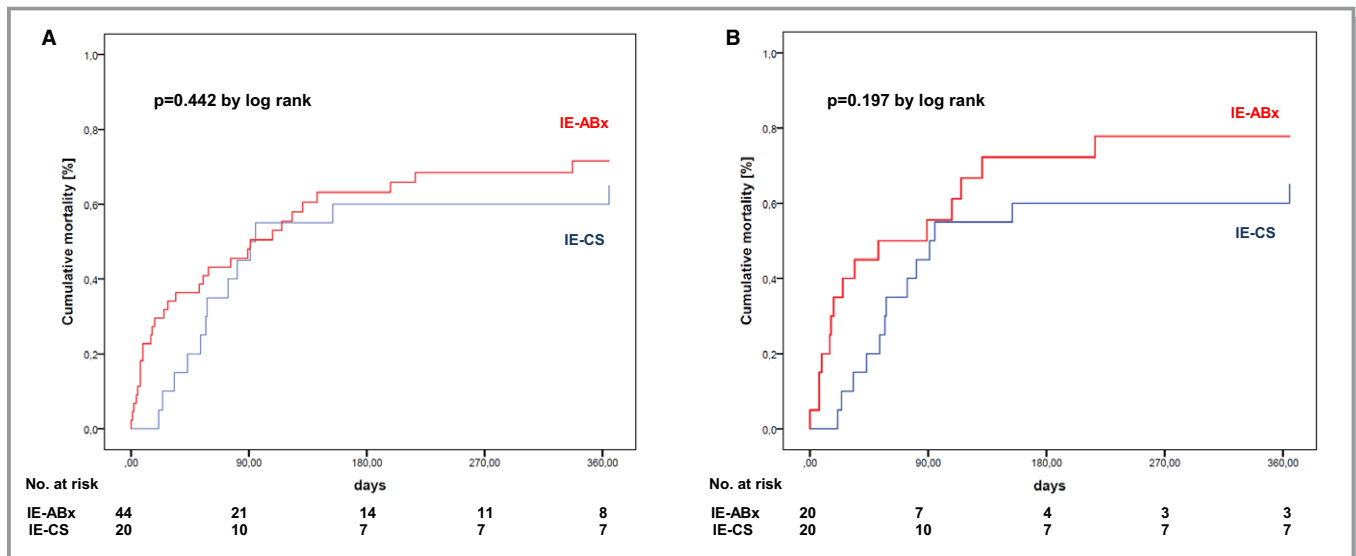 A
p=0.442 by log rank
IE-ABx
IE-CS
Cumulative mortality [%]
1,0
0,8
0,6
0,4
0,2
0,0
,00 90,00 180,00 270,00 360,00
days
No. at risk
IE-ABx 44 21 14 11 8
IE-CS 20 10 7 7 7
B
p=0.197 by log rank
IE-ABx
IE-CS
Cumulative mortality [%]
1,0
0,8
0,6
0,4
0,2
0,0
,00 90,00 180,00 270,00 360,00
days
No. at risk
IE-ABx 20 7 4 3 3
IE-CS 20 10 7 7 7